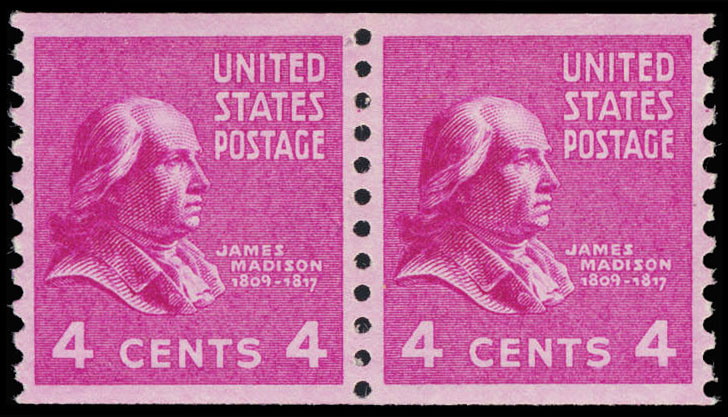 UNITED
STATES
POSTAGE
JAMES
MADISON
1809-1817
4 CENTS 4
UNITED
STATES
POSTAGE
JAMES
MADISON
1809-1817
4 CENTS 4